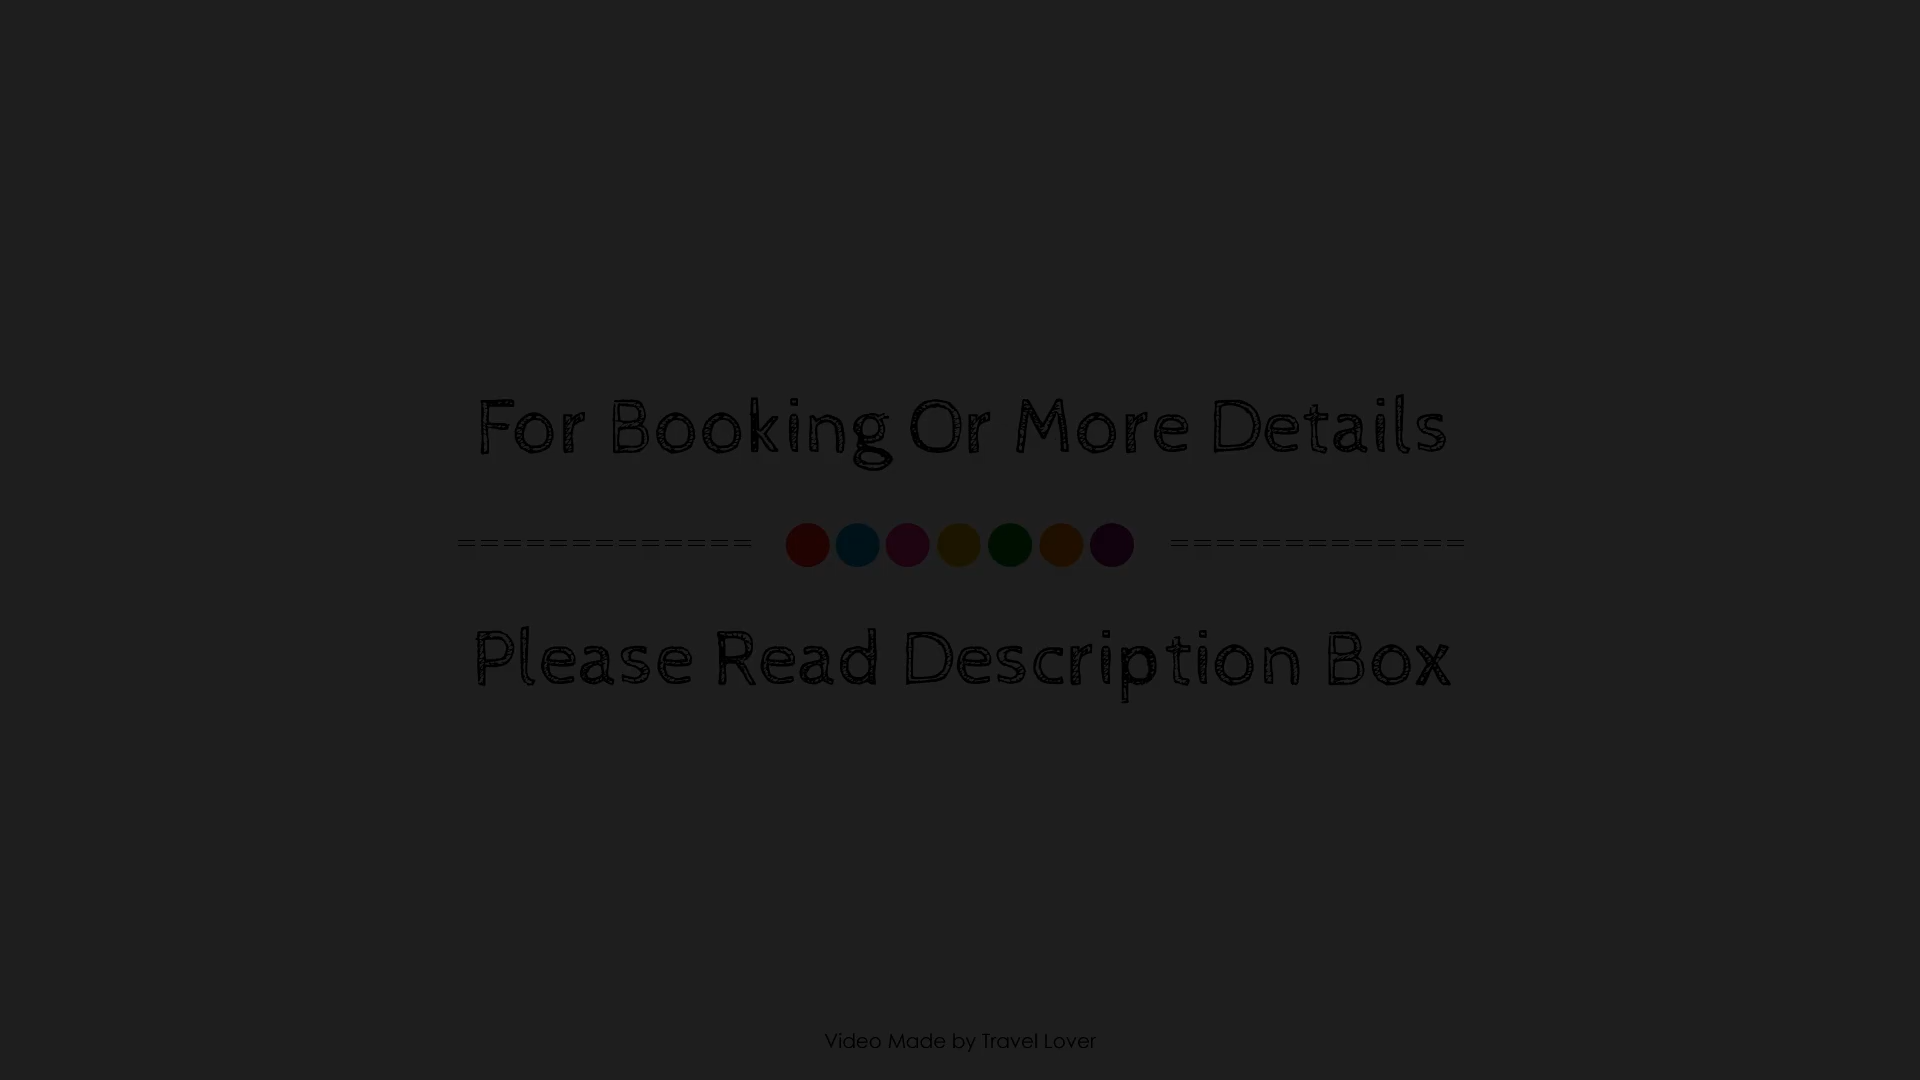 For Booking Or More Details
============= =============
Please Read Description Box
Video Made by Travel Lover